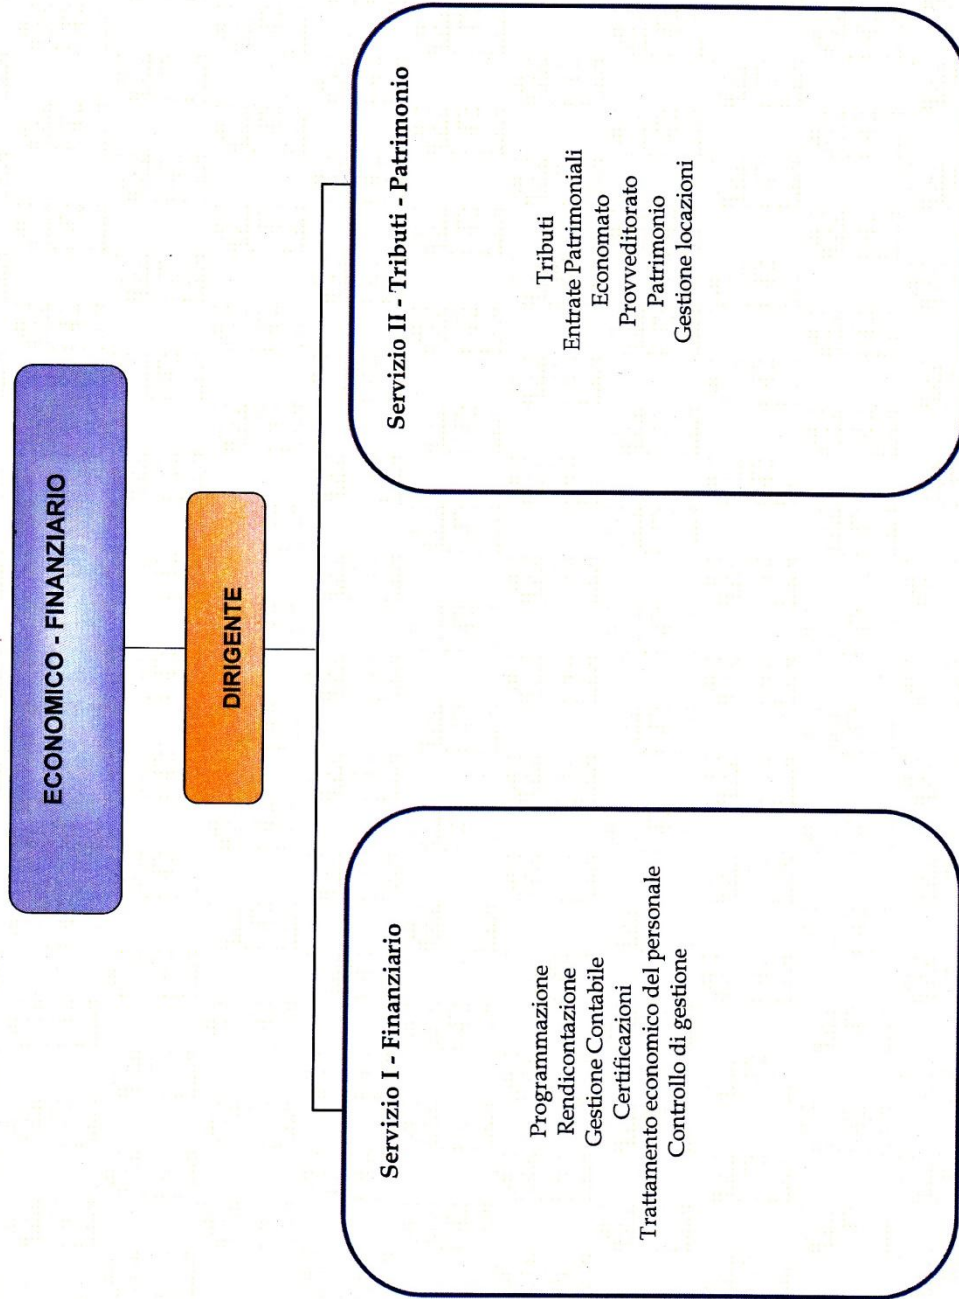 ECONOMICO - FINANZIARIO
DIRIGENTE
Servizio I - Finanziario
Programmazione
Rendicontazione
Gestione Contabile
Certificazioni
Trattamento economico del personale
Controllo di gestione
Servizio II - Tributi - Patrimonio
Tributi
Entrate Patrimoniali
Economato
Provveditorato
Patrimonio
Gestione locazioni